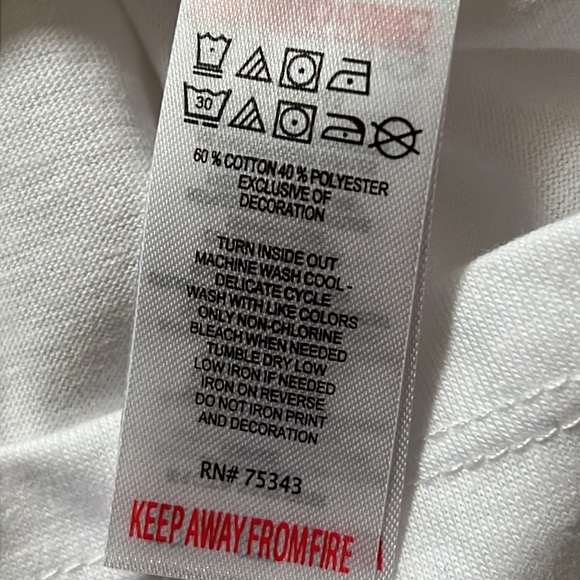 30
60 % COTTON 40 % POLYESTER
EXCLUSIVE OF
DECORATION
TURN INSIDE OUT
MACHINE WASH COOL -
DELICATE CYCLE
WASH WITH LIKE COLORS
ONLY NON-CHLORINE
BLEACH WHEN NEEDED
TUMBLE DRY LOW
LOW IRON IF NEEDED
IRON ON REVERSE
DO NOT IRON PRINT
AND DECORATION
RN# 75343
KEEP AWAY FROM FIRE